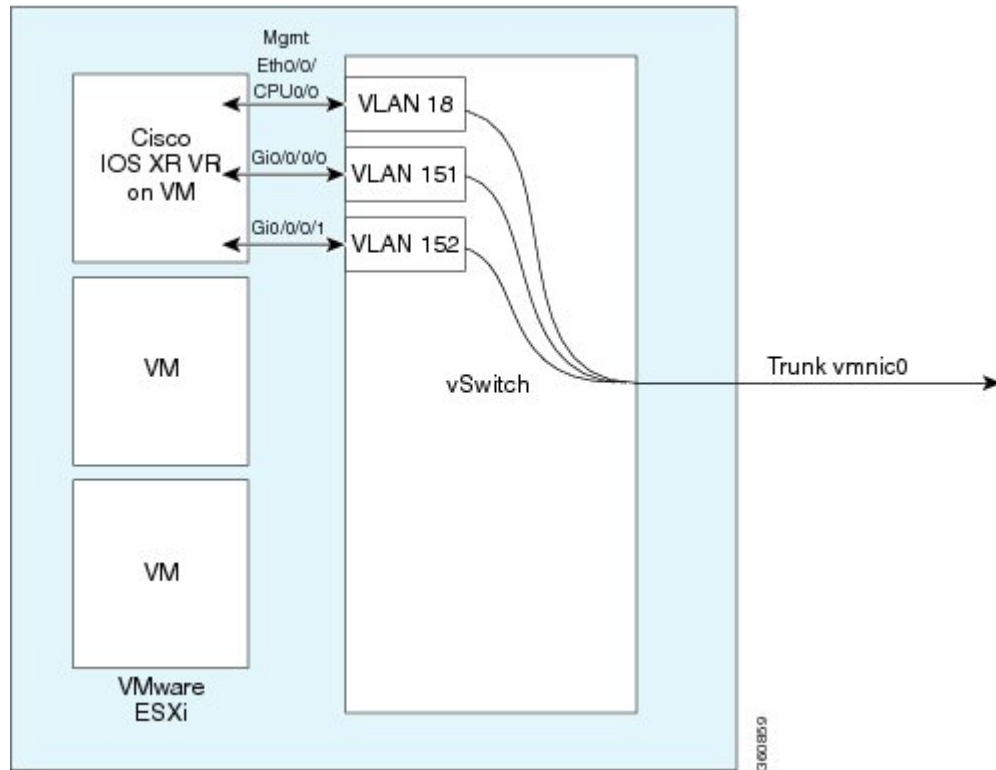 Mgmt
Eth0/0/
CPU0/0
VLAN 18
Cisco
IOS XR VR
on VM
Gi0/0/0/0
VLAN 151
Gi0/0/0/1
VLAN 152
VM
vSwitch
Trunk vmnic0
VM
VMware
ESXi
360859